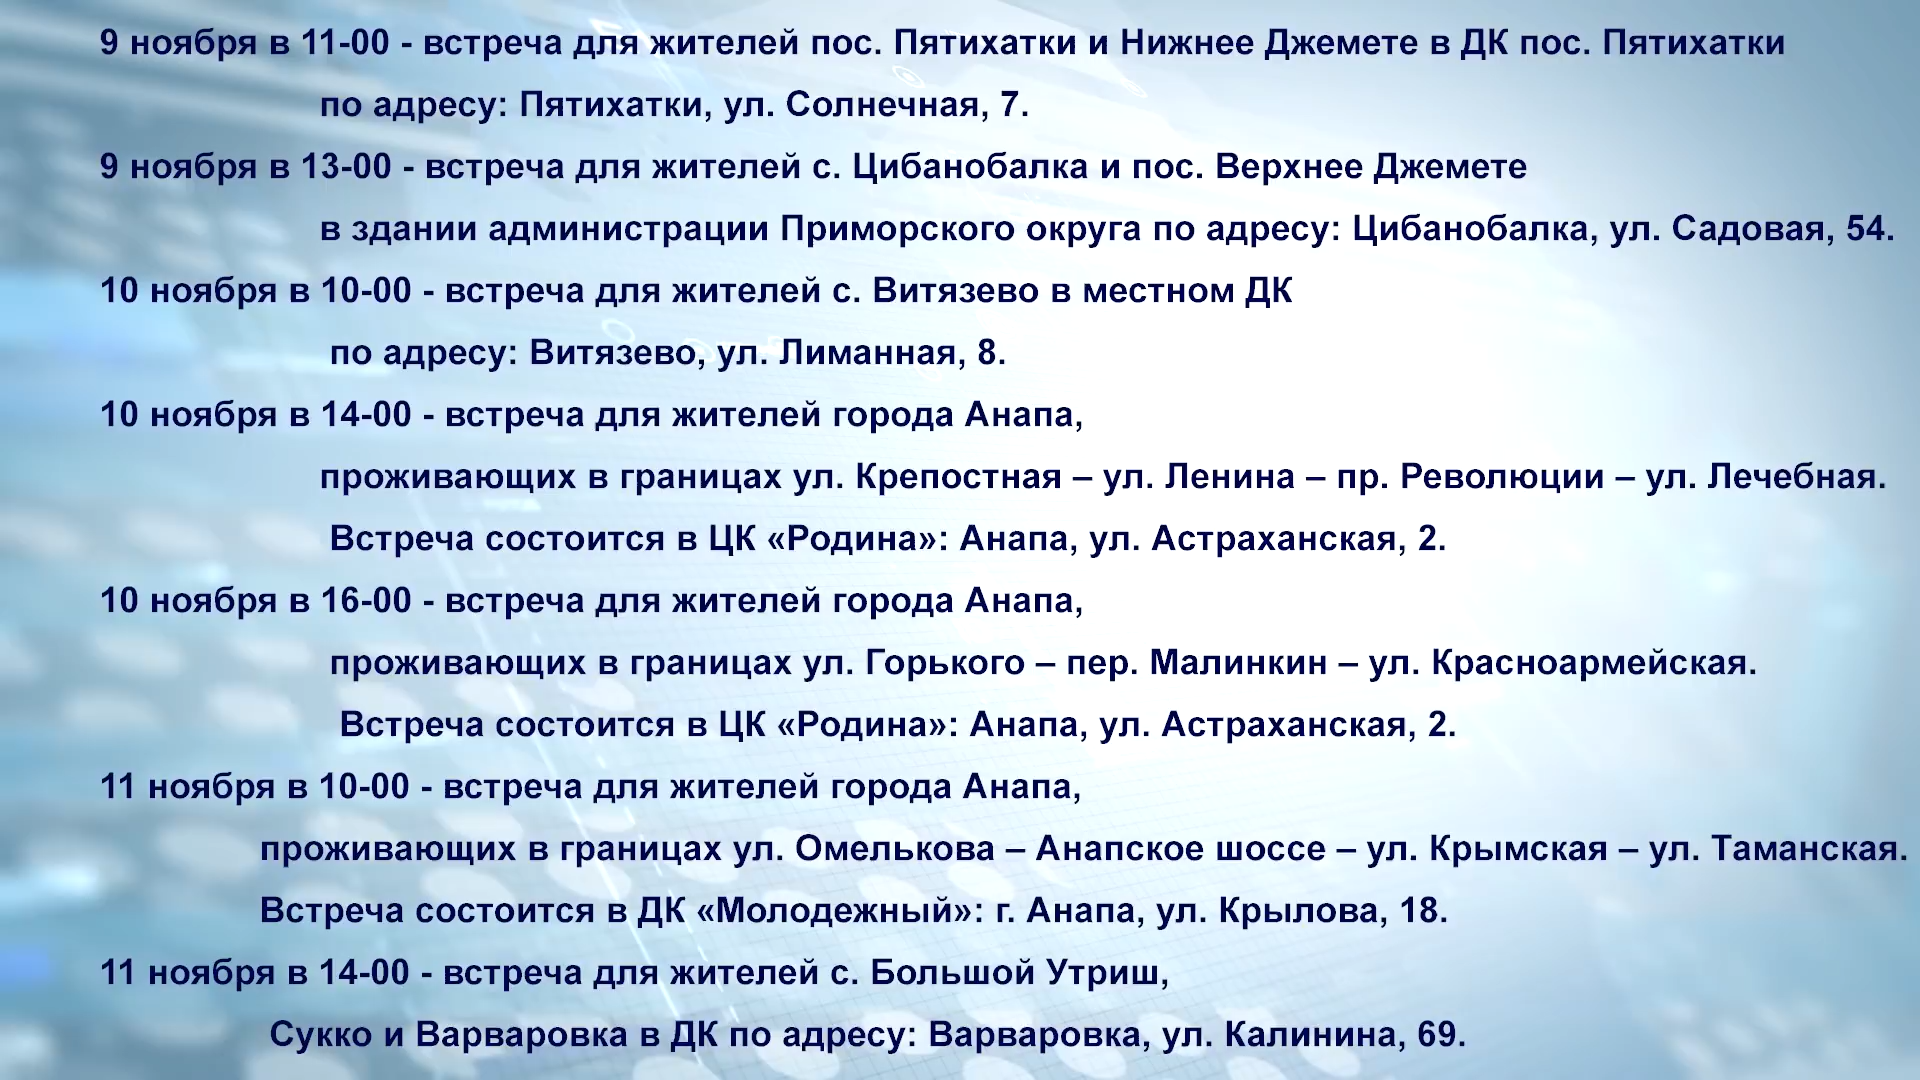 9 ноября в 11-00 - встреча для жителей пос. Пятихатки и Нижнее Джемете в ДК пос. Пятихатки
по адресу: Пятихатки, ул. Солнечная, 7.
9 ноября в 13-00 - встреча для жителей с. Цибанобалка и пос. Верхнее Джемете
в здании администрации Приморского округа по адресу: Цибанобалка, ул. Садовая, 54.
10 ноября в 10-00 - встреча для жителей с. Витязево в местном ДК
по адресу: Витязево, ул. Лиманная, 8.
10 ноября в 14-00 - встреча для жителей города Анапа,
проживающих в границах ул. Крепостная – ул. Ленина – пр. Революции – ул. Лечебная.
Встреча состоится в ЦК «Родина»: Анапа, ул. Астраханская, 2.
10 ноября в 16-00 - встреча для жителей города Анапа,
проживающих в границах ул. Горького – пер. Малинкин – ул. Красноармейская.
Встреча состоится в ЦК «Родина»: Анапа, ул. Астраханская, 2.
11 ноября в 10-00 - встреча для жителей города Анапа,
проживающих в границах ул. Омелькова – Анапское шоссе – ул. Крымская – ул. Таманская.
Встреча состоится в ДК «Молодежный»: г. Анапа, ул. Крылова, 18.
11 ноября в 14-00 - встреча для жителей с. Большой Утриш,
Сукко и Варваровка в ДК по адресу: Варваровка, ул. Калинина, 69.